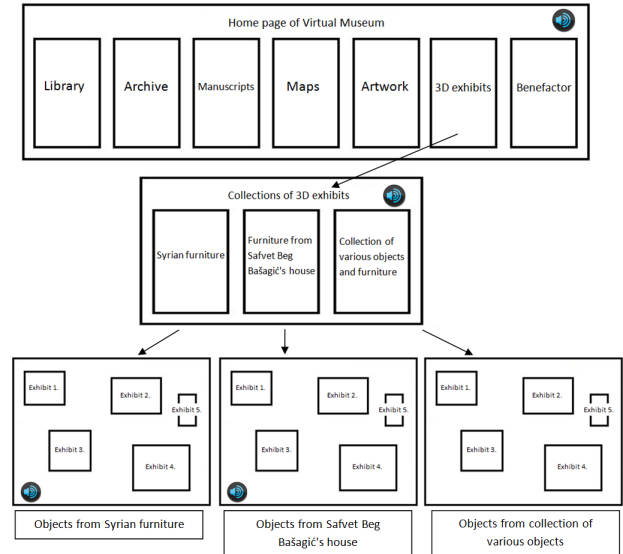 Home page of Virtual Museum
Library
Archive
Manuscripts
Maps
Artwork
3D exhibits
Benefactor
Collections of 3D exhibits
Syrian furniture
Furniture from
Safvet Beg
Bašagić's house
Collection of
various objects
and furniture
Exhibit 1.
Exhibit 2.
Exhibit 5.
Exhibit 3.
Exhibit 4.
Exhibit 1.
Exhibit 2.
Exhibit 5.
Exhibit 3.
Exhibit 4.
Exhibit 1.
Exhibit 2.
Exhibit 5.
Exhibit 3.
Exhibit 4.
Objects from Syrian furniture
Objects from Safvet Beg
Bašagić's house
Objects from collection of
various objects